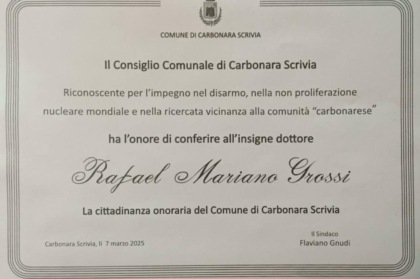 COMUNE DI CARBONARA SCRIVIA
Il Consiglio Comunale di Carbonara Scrivia
Riconoscente per l'impegno nel disarmo, nella non proliferazione
nucleare mondiale e nella ricercata vicinanza alla comunità "carbonarese"
ha l'onore di conferire all'insigne dottore
Rafael Mariano Grossi
La cittadinanza onoraria del Comune di Carbonara Scrivia
Carbonara Scrivia, lì 7 marzo 2025
Il Sindaco
Flaviano Gnudi